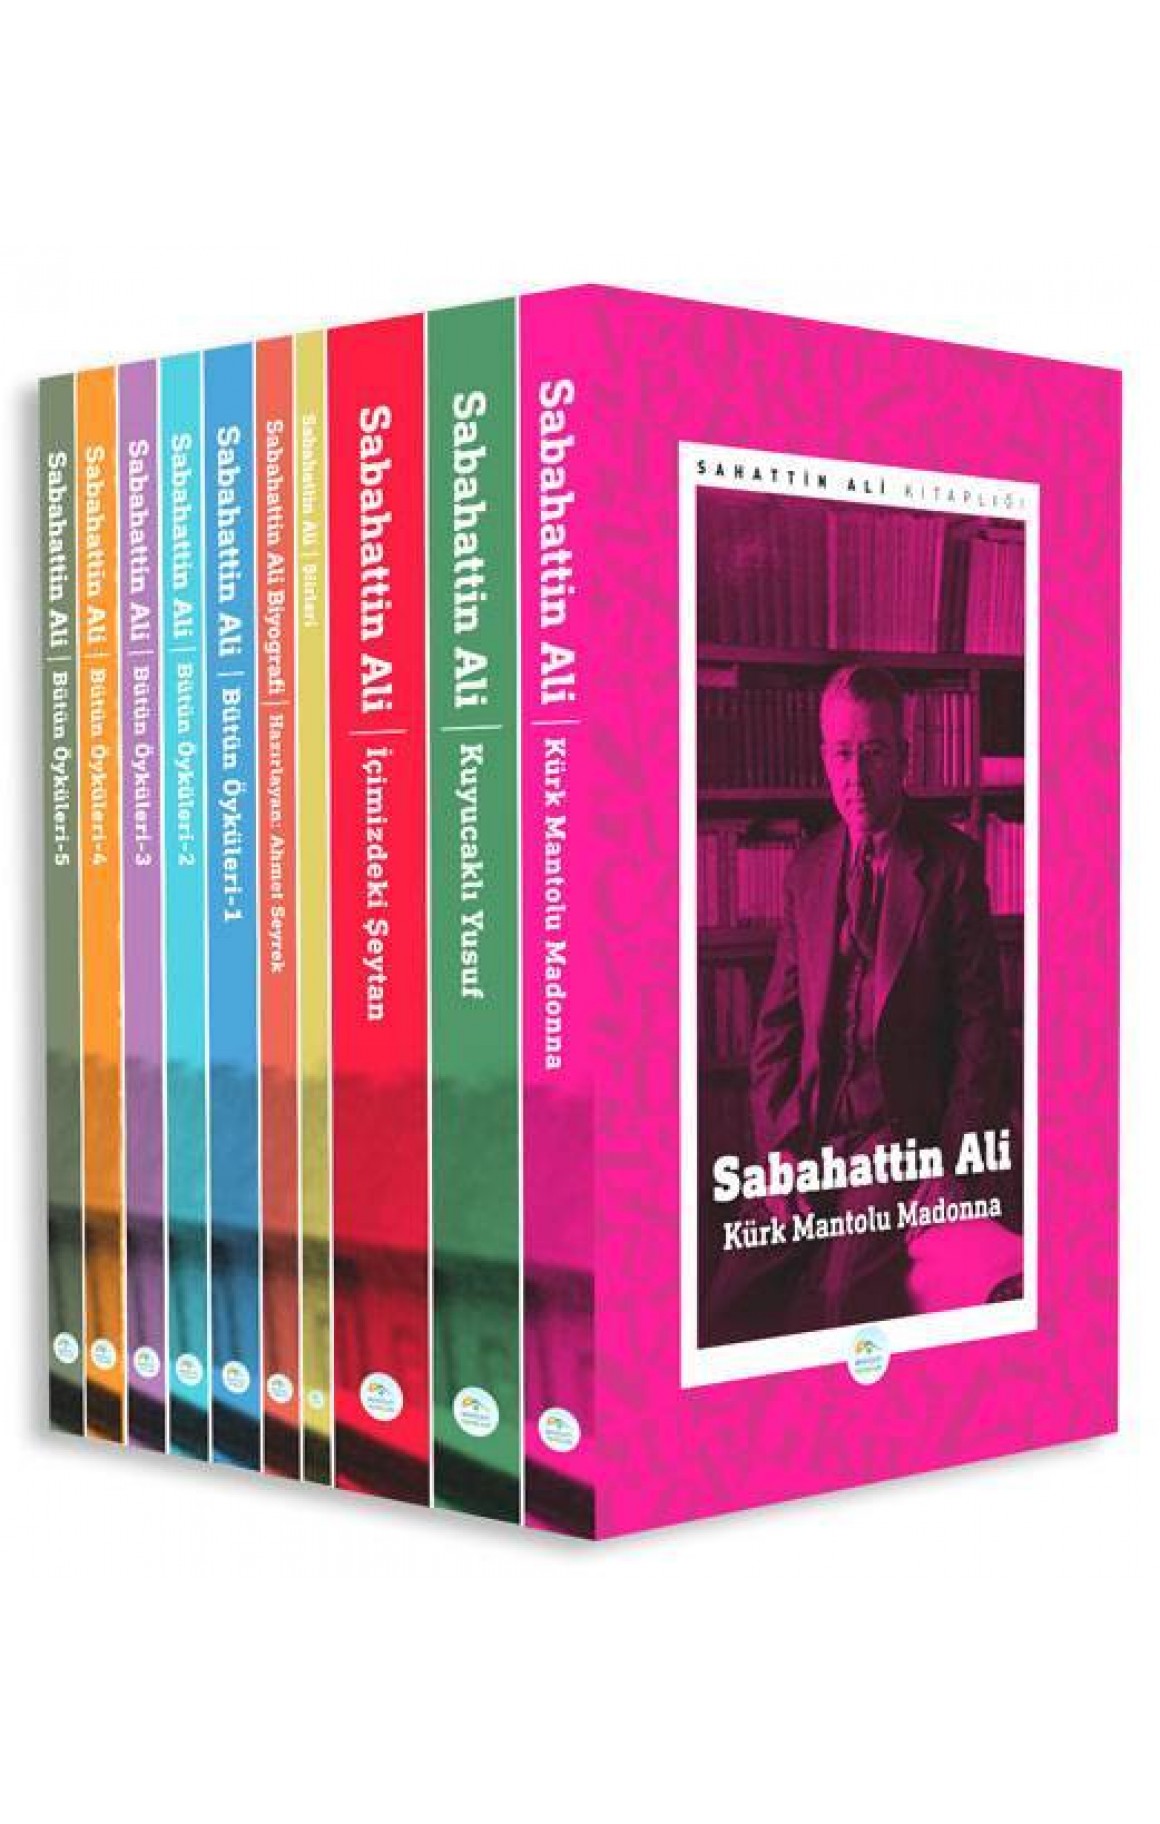 Sabahattin Ali | Bütün Öyküleri-5
Sabahattin Ali | Bütün Öyküleri-4
Sabahattin Ali | Bütün Öyküleri-3
Sabahattin Ali | Bütün Öyküleri-2
Sabahattin Ali | Bütün Öyküleri-1
Sabahattin Ali Biyografi | Hazırlayan: Ahmet Seyrek
Sabahattin Ali | Şiirleri
Sabahattin Ali | İçimizdeki Şeytan
Sabahattin Ali | Kuyucaklı Yusuf
Sabahattin Ali | Kürk Mantolu Madonna
SAHATTİN ALİ KİTAPLIĞI
Sabahattin Ali
Kürk Mantolu Madonna